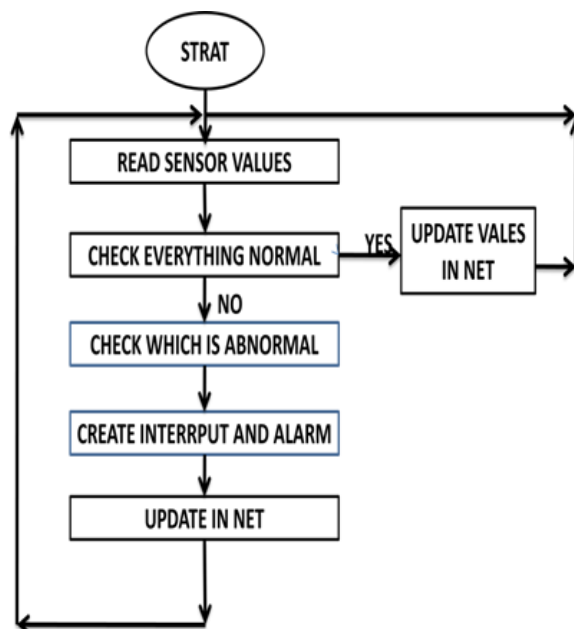 STRAT
READ SENSOR VALUES
CHECK EVERYTHING NORMAL
YES
UPDATE VALES
IN NET
NO
CHECK WHICH IS ABNORMAL
CREATE INTERRPUT AND ALARM
UPDATE IN NET